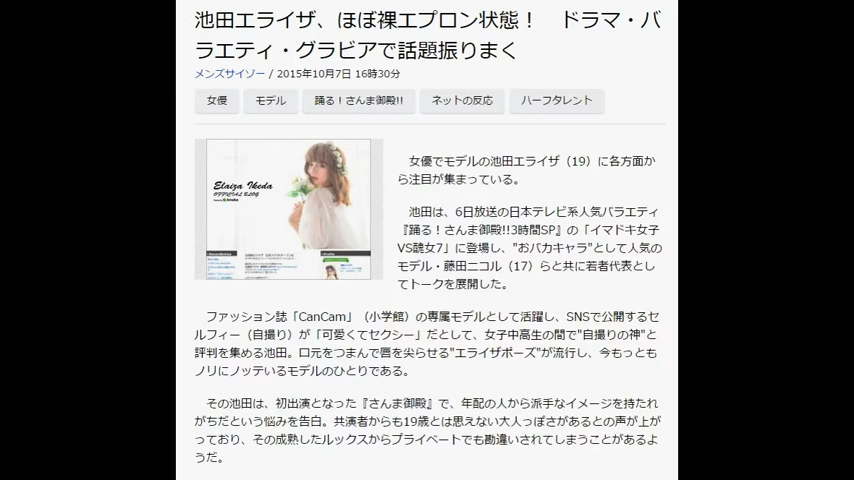 池田エライザ、ほぼ裸エプロン状態！　ドラマ・バ
ラエティ・グラビアで話題振りまく
メンズサイゾー / 2015年10月7日 16時30分
女優
モデル
踊る！さんま御殿!!
ネットの反応
ハーフタレント
Elaiza Ikeda
OFFICIAL BLOG
女優でモデルの池田エライザ（19）に各方面か
ら注目が集まっている。
池田は、6日放送の日本テレビ系人気バラエティ
『踊る！さんま御殿!!3時間SP』の「イマドキ女子
VS醜女7」に登場し、"おバカキャラ"として人気の
モデル・藤田ニコル（17）らと共に若者代表とし
てトークを展開した。
ファッション誌「CanCam」（小学館）の専属モデルとして活躍し、SNSで公開するセ
ルフィー（自撮り）が「可愛くてセクシー」だとして、女子中高生の間で"自撮りの神"と
評判を集める池田。口元をつまんで唇を尖らせる"エライザポーズ"が流行し、今もっとも
ノリにノッテいるモデルのひとりである。
その池田は、初出演となった『さんま御殿』で、年配の人から派手なイメージを持たれ
がちだという悩みを告白。共演者からも19歳とは思えない大人っぽさがあるとの声が上が
っており、その成熟したルックスからプライベートでも勘違いされてしまうことがあるよ
うだ。